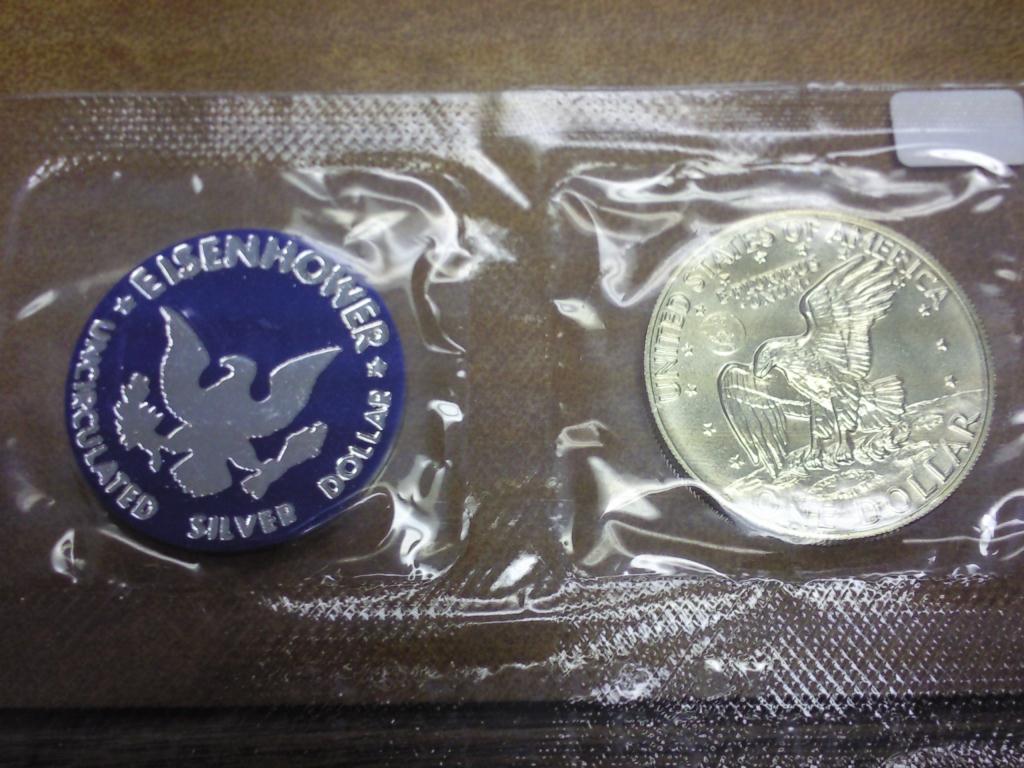 ★ EISENHOWER ★
UNCIRCULATED SILVER DOLLAR
UNITED STATES OF AMERICA
ONE DOLLAR